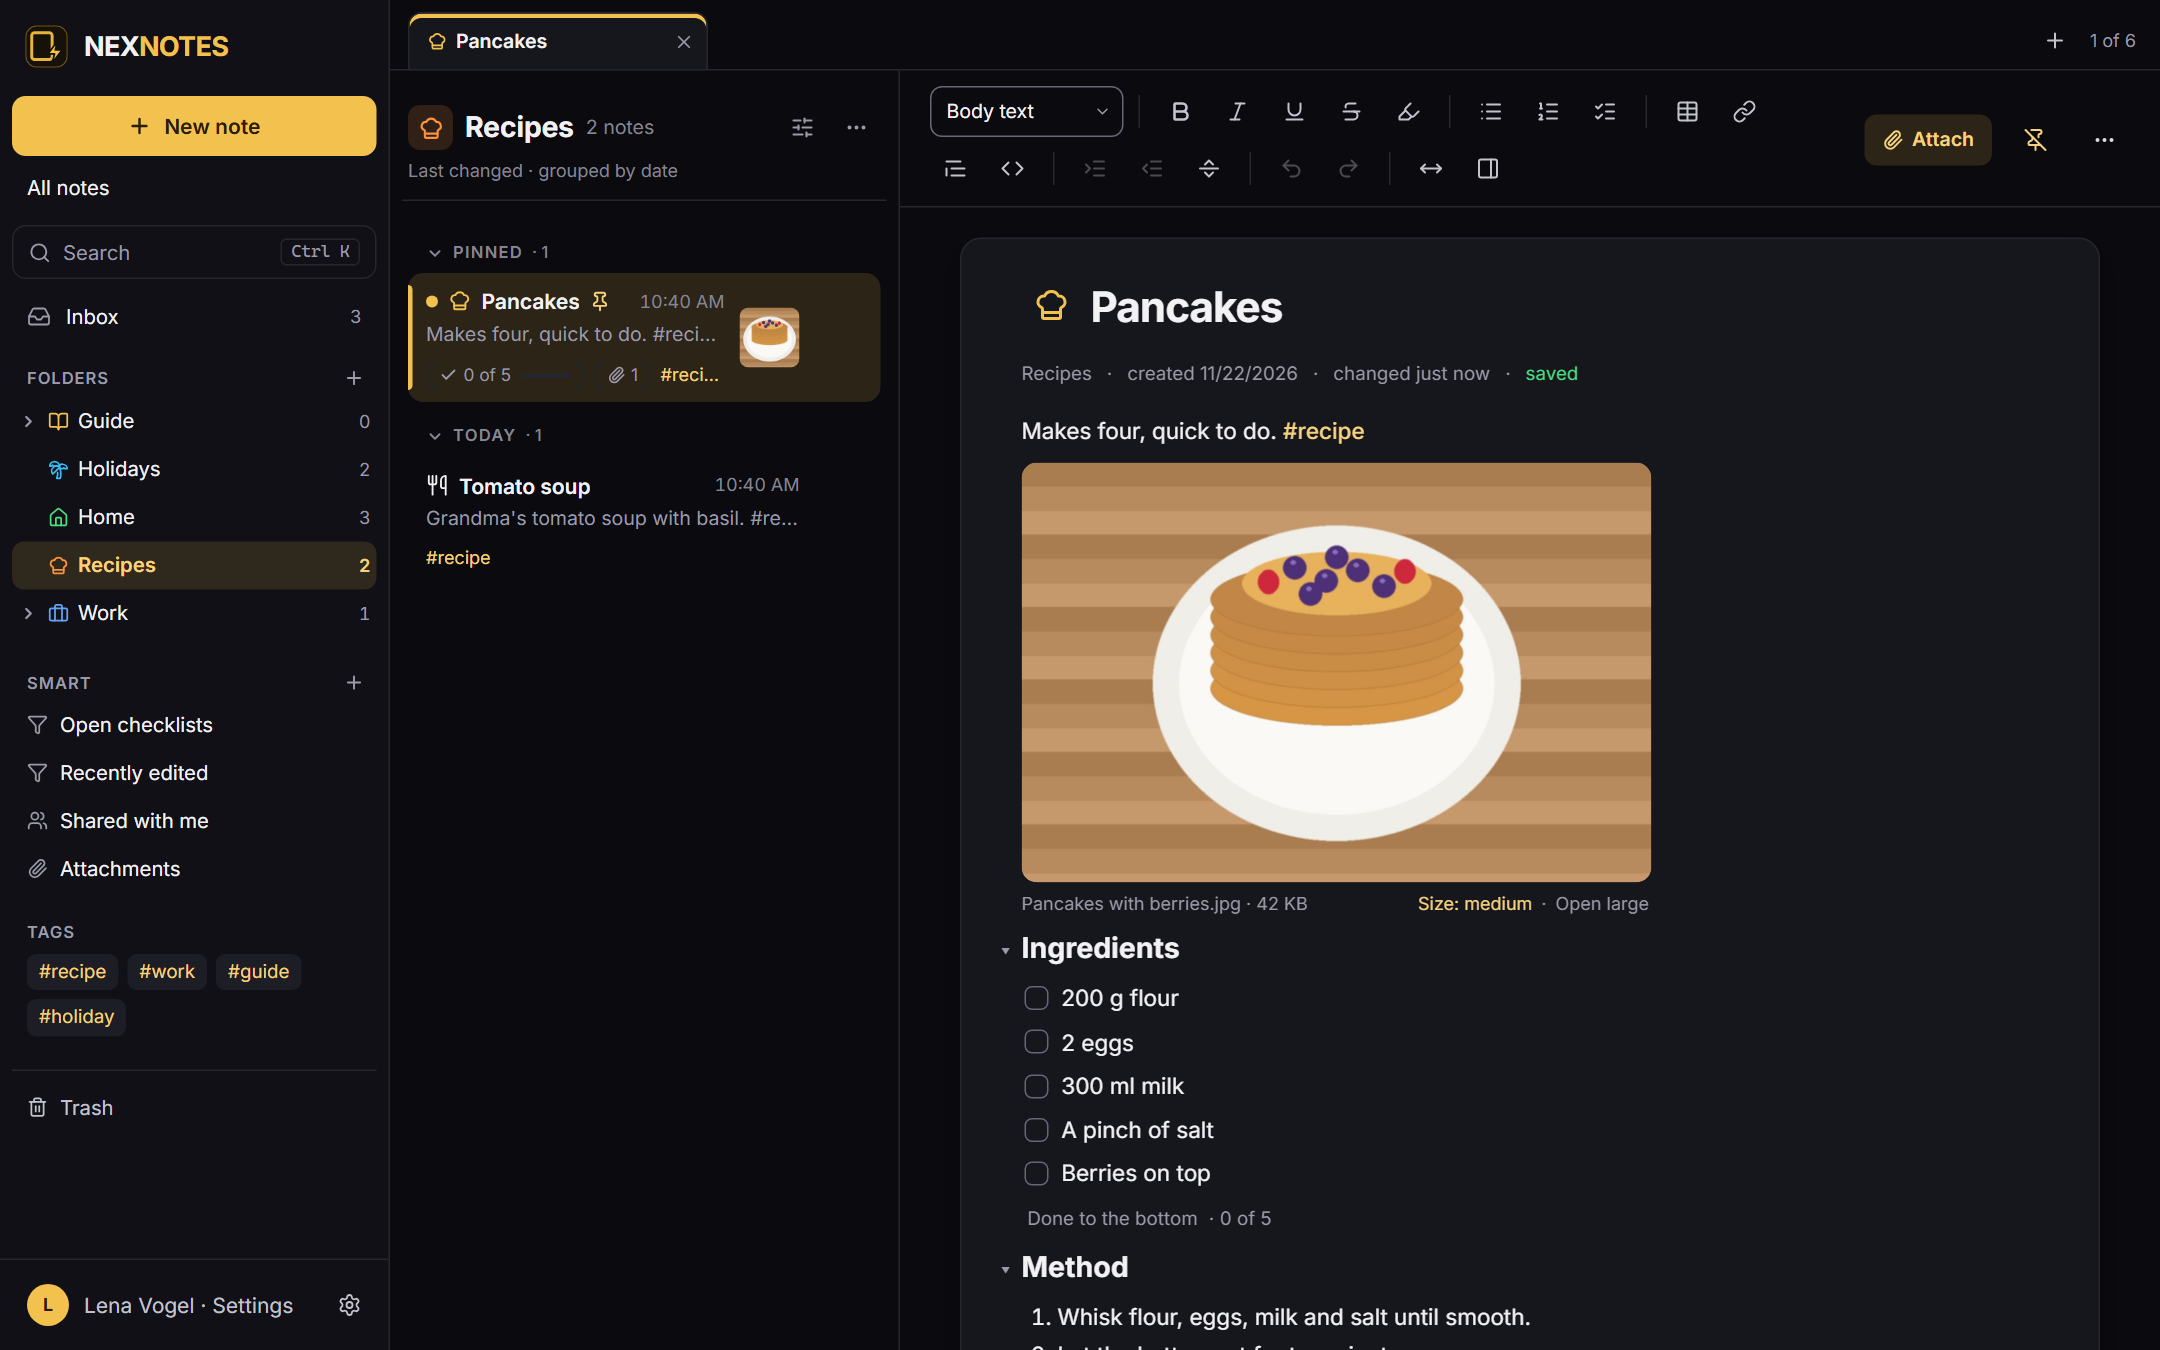 NEXNOTES
New note
All notes
Search
Ctrl K
Inbox 3
FOLDERS
Guide 0
Holidays 2
Home 3
Recipes 2
Work 1
SMART
Open checklists
Recently edited
Shared with me
Attachments
TAGS
#recipe #work #guide
#holiday
Trash
L
Lena Vogel · Settings
Pancakes
1 of 6
Recipes 2 notes
Last changed · grouped by date
PINNED · 1
Pancakes 10:40 AM
Makes four, quick to do. #reci...
0 of 5 1 #reci...
TODAY · 1
Tomato soup 10:40 AM
Grandma's tomato soup with basil. #re...
#recipe
Body text
Attach
Pancakes
Recipes · created 11/22/2026 · changed just now · saved
Makes four, quick to do. #recipe
Pancakes with berries.jpg · 42 KB
Size: medium · Open large
Ingredients
200 g flour
2 eggs
300 ml milk
A pinch of salt
Berries on top
Done to the bottom · 0 of 5
Method
1. Whisk flour, eggs, milk and salt until smooth.